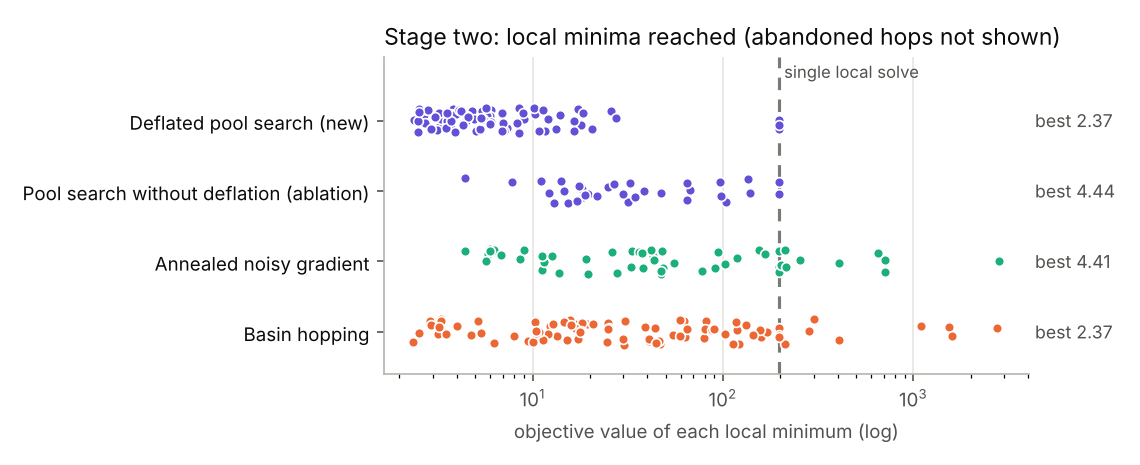 Stage two: local minima reached (abandoned hops not shown)
single local solve
Deflated pool search (new)
best 2.37
Pool search without deflation (ablation)
best 4.44
Annealed noisy gradient
best 4.41
Basin hopping
best 2.37
10¹ 10² 10³
objective value of each local minimum (log)